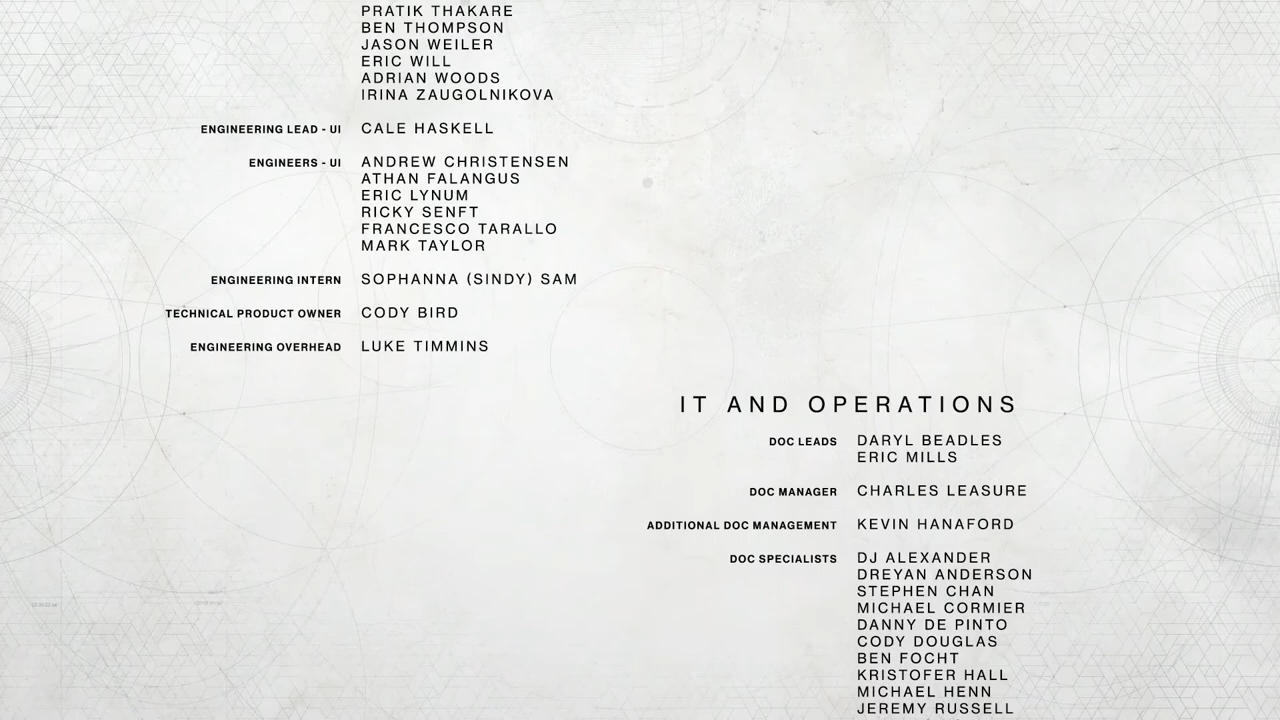 PRATIK THAKARE
BEN THOMPSON
JASON WEILER
ERIC WILL
ADRIAN WOODS
IRINA ZAUGOLNIKOVA
ENGINEERING LEAD - UI CALE HASKELL
ENGINEERS - UI ANDREW CHRISTENSEN
ATHAN FALANGUS
ERIC LYNUM
RICKY SENFT
FRANCESCO TARALLO
MARK TAYLOR
ENGINEERING INTERN SOPHANNA (SINDY) SAM
TECHNICAL PRODUCT OWNER CODY BIRD
ENGINEERING OVERHEAD LUKE TIMMINS
IT AND OPERATIONS
DOC LEADS DARYL BEADLES
ERIC MILLS
DOC MANAGER CHARLES LEASURE
ADDITIONAL DOC MANAGEMENT KEVIN HANAFORD
DOC SPECIALISTS DJ ALEXANDER
DREYAN ANDERSON
STEPHEN CHAN
MICHAEL CORMIER
DANNY DE PINTO
CODY DOUGLAS
BEN FOCHT
KRISTOFER HALL
MICHAEL HENN
JEREMY RUSSELL